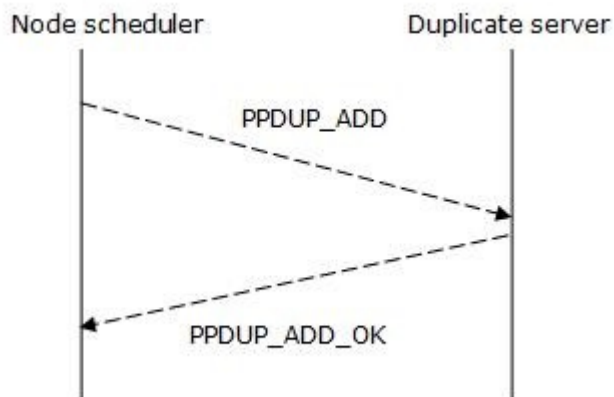 Node scheduler
Duplicate server
PPDUP_ADD
PPDUP_ADD_OK